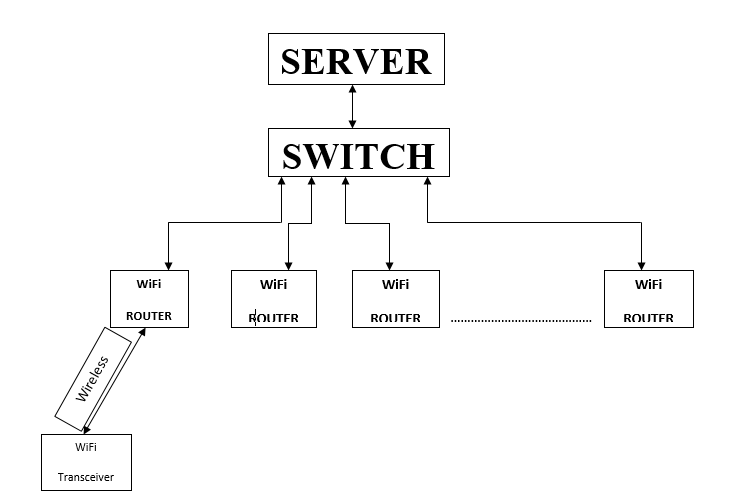 SERVER
SWITCH
WiFi
ROUTER
WiFi
ROUTER
WiFi
ROUTER
WiFi
ROUTER
Wireless
WiFi
Transceiver